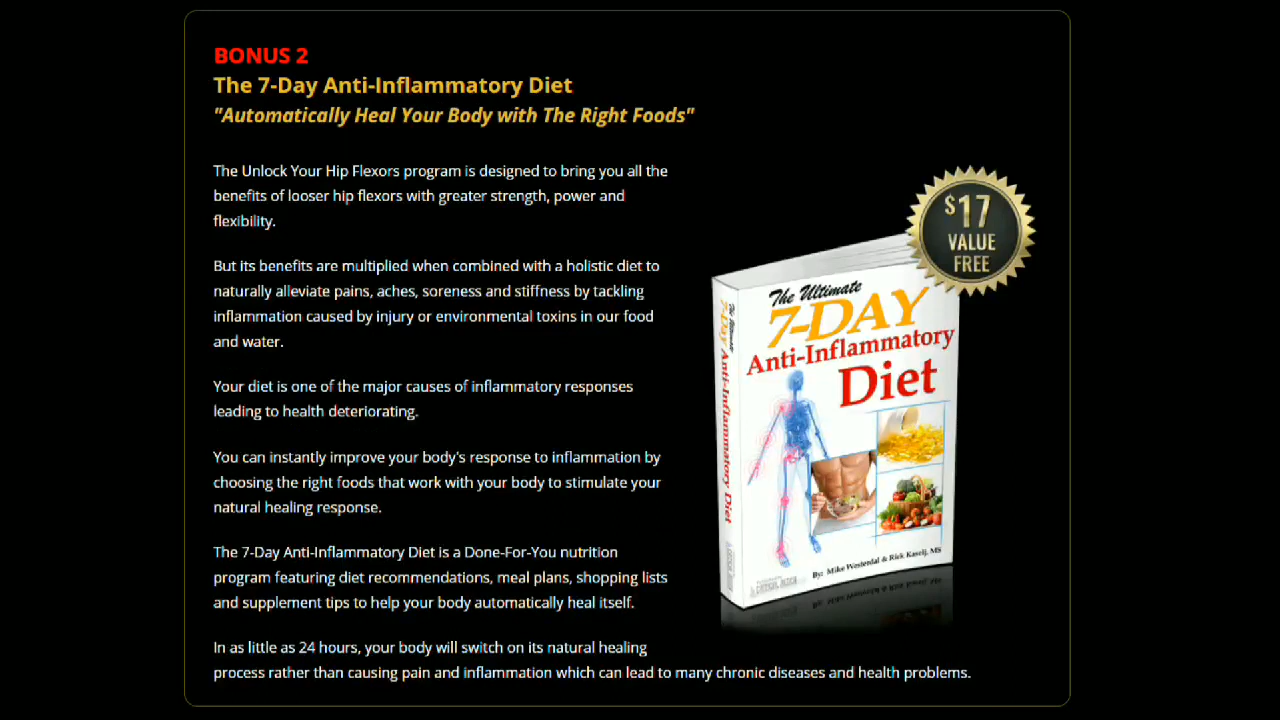 BONUS 2
The 7-Day Anti-Inflammatory Diet
"Automatically Heal Your Body with The Right Foods"
The Unlock Your Hip Flexors program is designed to bring you all the
benefits of looser hip flexors with greater strength, power and
flexibility.
But its benefits are multiplied when combined with a holistic diet to
naturally alleviate pains, aches, soreness and stiffness by tackling
inflammation caused by injury or environmental toxins in our food
and water.
Your diet is one of the major causes of inflammatory responses
leading to health deteriorating.
You can instantly improve your body's response to inflammation by
choosing the right foods that work with your body to stimulate your
natural healing response.
The 7-Day Anti-Inflammatory Diet is a Done-For-You nutrition
program featuring diet recommendations, meal plans, shopping lists
and supplement tips to help your body automatically heal itself.
In as little as 24 hours, your body will switch on its natural healing
process rather than causing pain and inflammation which can lead to many chronic diseases and health problems.
$17
VALUE
FREE
The Ultimate
7-DAY
Anti-Inflammatory
Diet
By: Mike Westerdal & Rick Kaselj, MS
The Ultimate 7-Day Anti-Inflammatory Diet